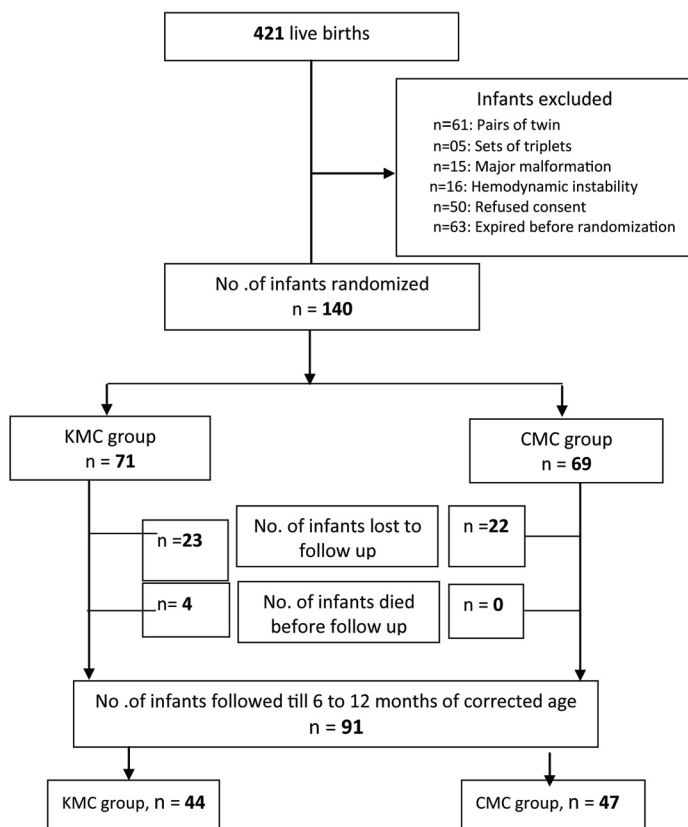 421 live births
Infants excluded
n=61: Pairs of twin
n=05: Sets of triplets
n=15: Major malformation
n=16: Hemodynamic instability
n=50: Refused consent
n=63: Expired before randomization
No .of infants randomized
n = 140
KMC group
n = 71
CMC group
n = 69
n =23
No. of infants lost to
follow up
n =22
n= 4
No. of infants died
before follow up
n = 0
No .of infants followed till 6 to 12 months of corrected age
n = 91
KMC group, n = 44
CMC group, n = 47